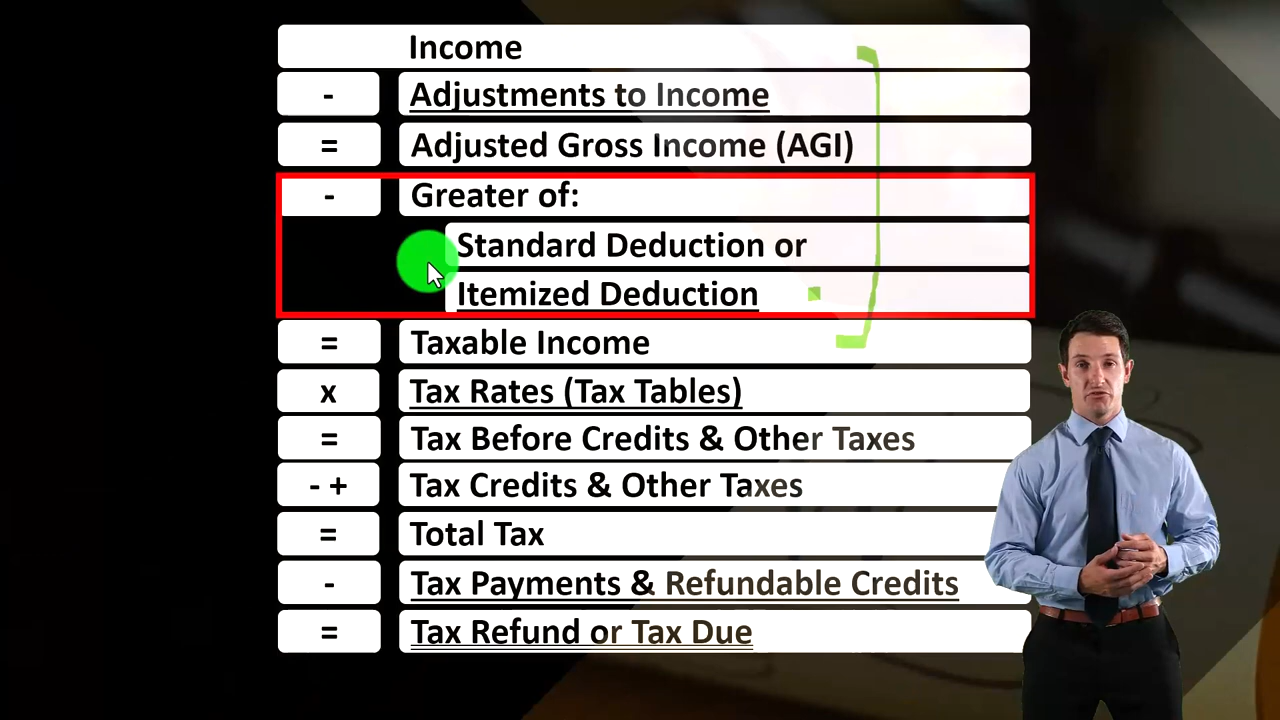 Income
- Adjustments to Income
= Adjusted Gross Income (AGI)
- Greater of:
Standard Deduction or
Itemized Deduction
= Taxable Income
x Tax Rates (Tax Tables)
= Tax Before Credits & Other Taxes
- + Tax Credits & Other Taxes
= Total Tax
- Tax Payments & Refundable Credits
= Tax Refund or Tax Due